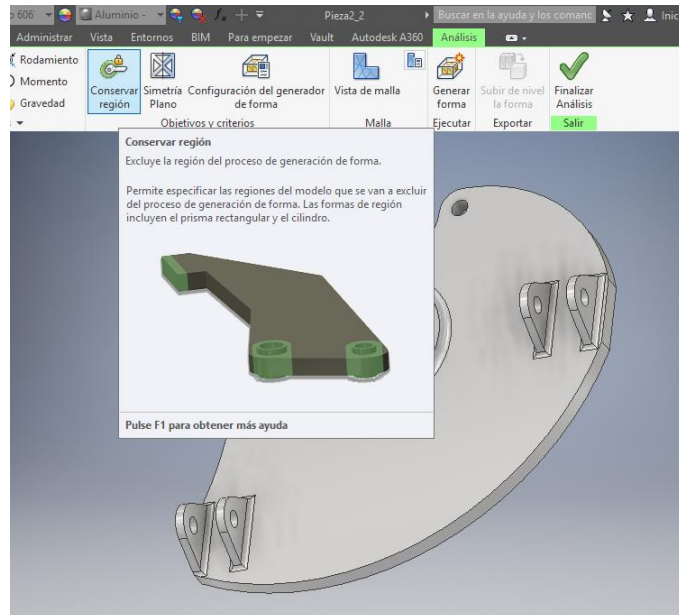 606 Aluminio - Pieza2_2 Buscar en la ayuda y los comanc Inic
Administrar Vista Entornos BIM Para empezar Vault Autodesk A360 Análisis
Rodamiento
Momento
Gravedad
Conservar región
Simetría Plano
Configuración del generador de forma
Vista de malla
Generar forma
Subir de nivel la forma
Finalizar Análisis
Objetivos y criterios Malla Ejecutar Exportar Salir
Conservar región
Excluye la región del proceso de generación de forma.
Permite especificar las regiones del modelo que se van a excluir
del proceso de generación de forma. Las formas de región
incluyen el prisma rectangular y el cilindro.
Pulse F1 para obtener más ayuda